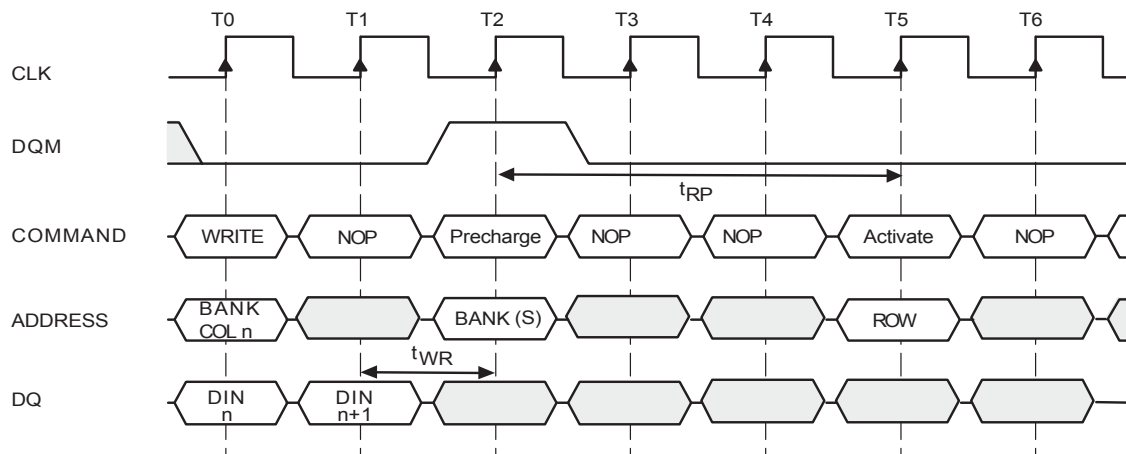 T0 T1 T2 T3 T4 T5 T6
CLK
DQM
tRP
COMMAND WRITE NOP Precharge NOP NOP Activate NOP
ADDRESS BANK COL n BANK (S) ROW
tWR
DQ DIN n DIN n+1